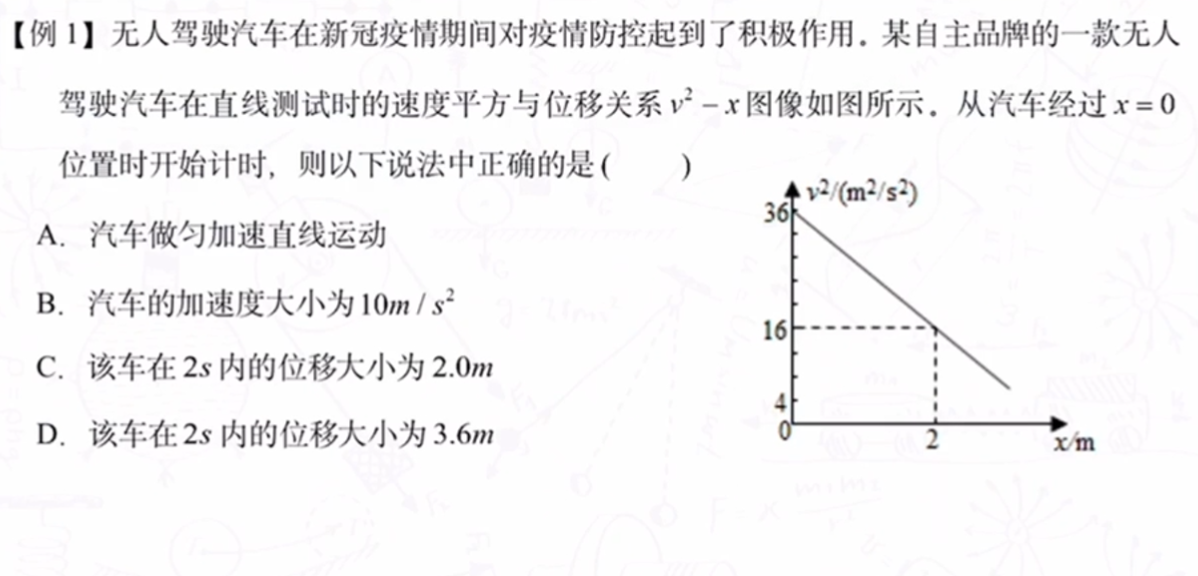 【例 1】无人驾驶汽车在新冠疫情期间对疫情防控起到了积极作用. 某自主品牌的一款无人
驾驶汽车在直线测试时的速度平方与位移关系 v² – x 图像如图所示. 从汽车经过 x = 0
位置时开始计时, 则以下说法中正确的是 ( )
A. 汽车做匀加速直线运动
B. 汽车的加速度大小为 10m / s²
C. 该车在 2s 内的位移大小为 2.0m
D. 该车在 2s 内的位移大小为 3.6m
v²/(m²/s²)
36
16
4
0
2
x/m